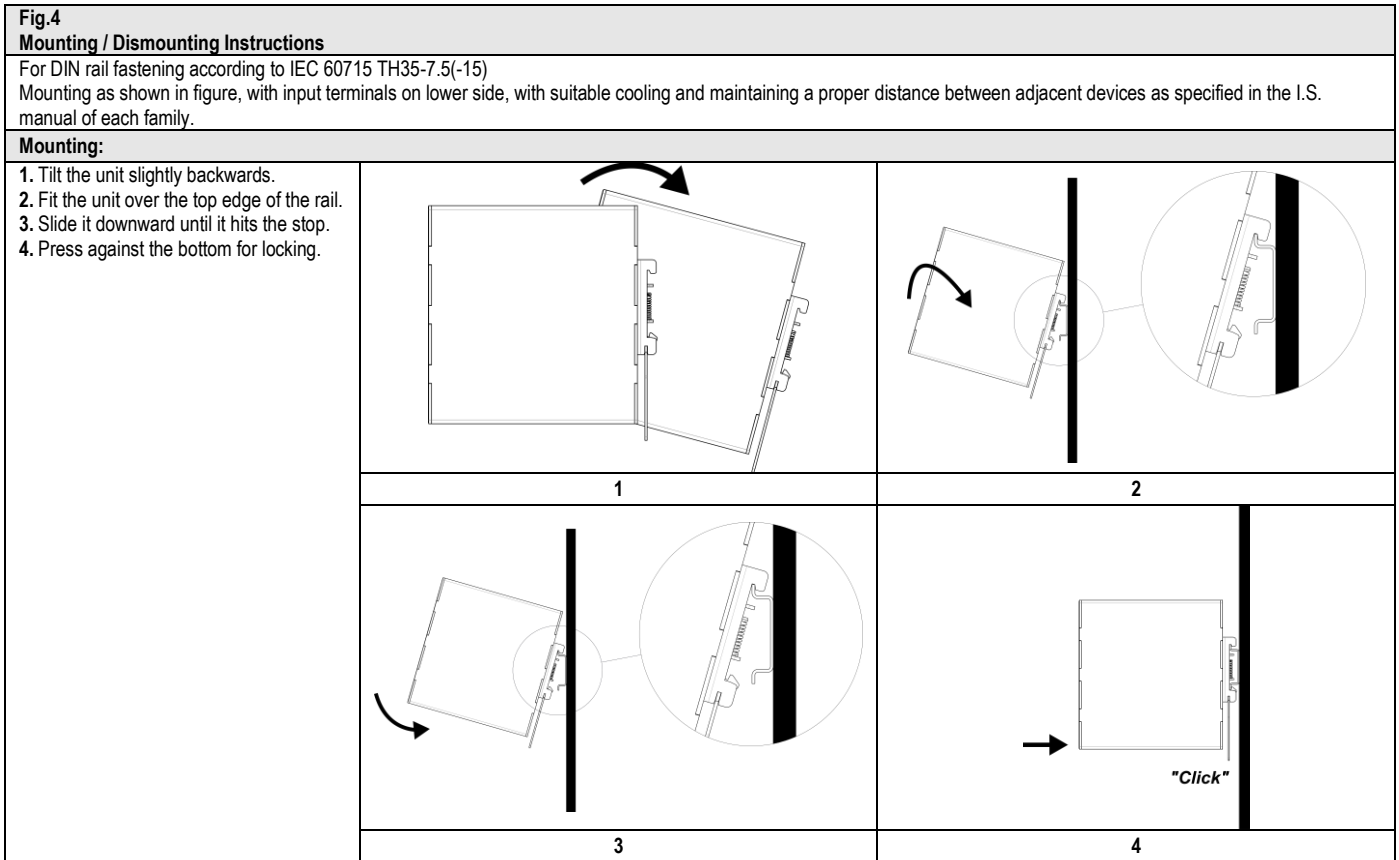 Fig.4
Mounting / Dismounting Instructions
For DIN rail fastening according to IEC 60715 TH35-7.5(-15)
Mounting as shown in figure, with input terminals on lower side, with suitable cooling and maintaining a proper distance between adjacent devices as specified in the I.S.
manual of each family.
Mounting:
1. Tilt the unit slightly backwards.
2. Fit the unit over the top edge of the rail.
3. Slide it downward until it hits the stop.
4. Press against the bottom for locking.
1
2
"Click"
3
4